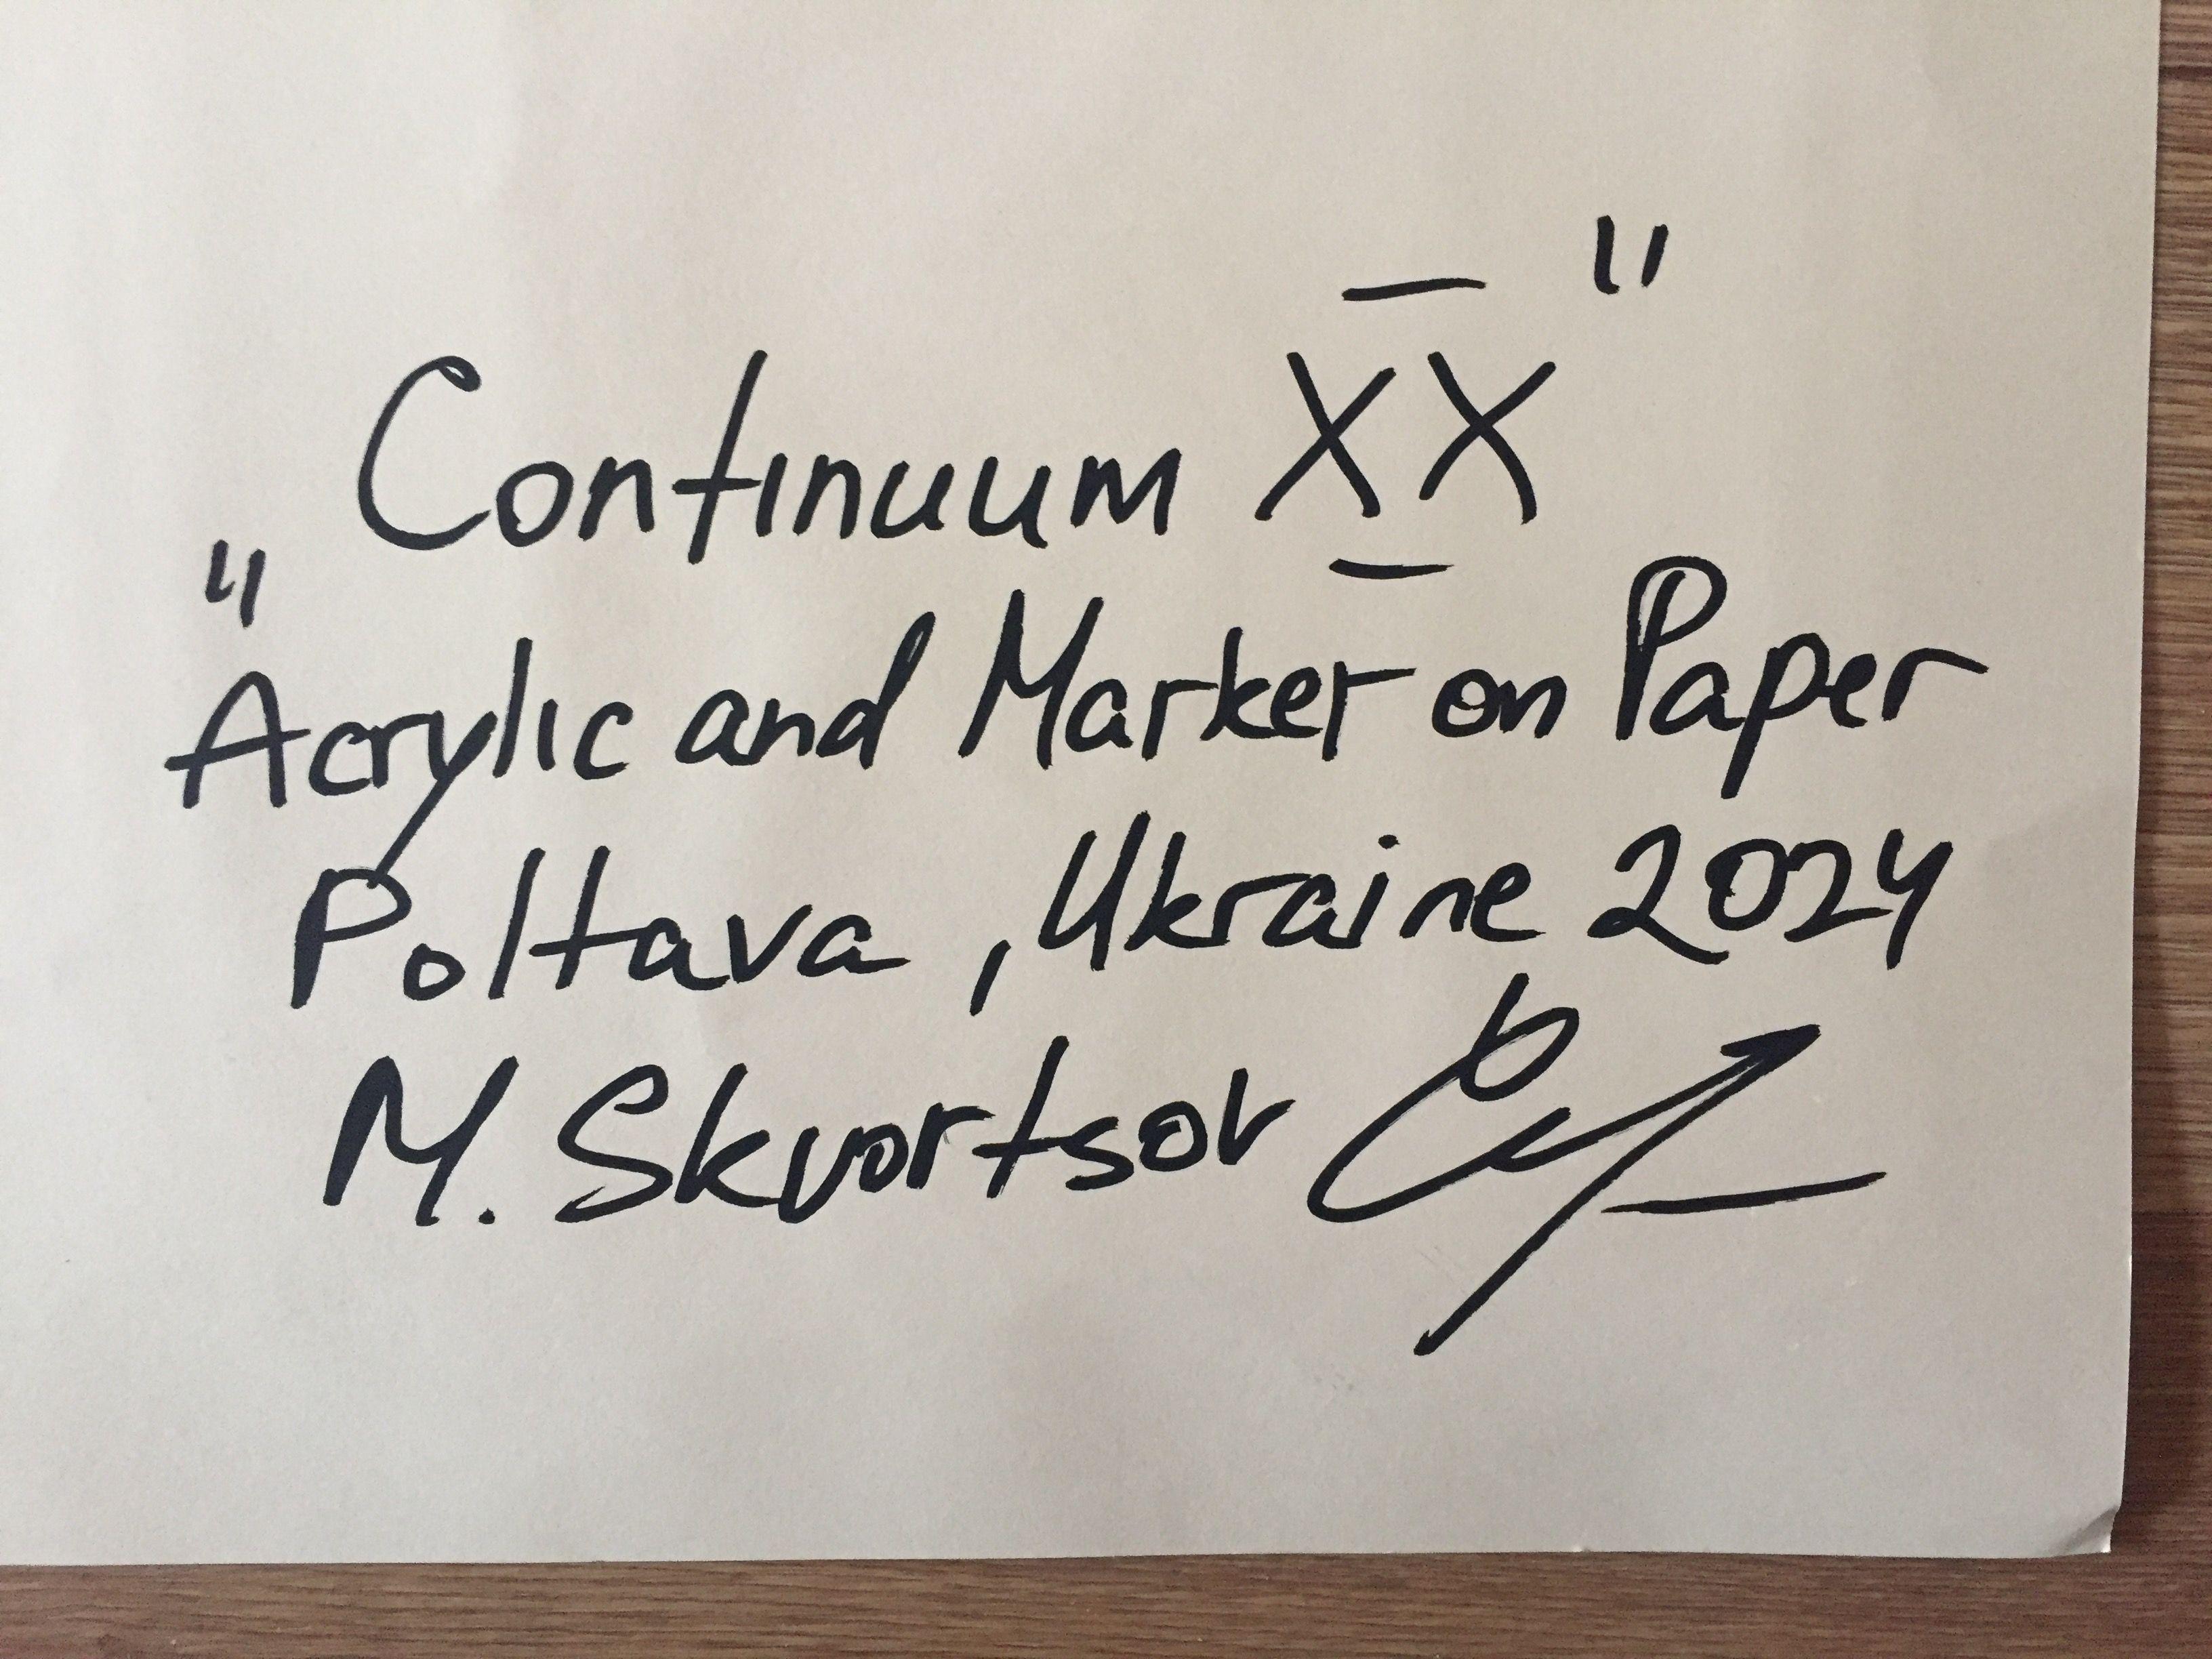 „Continuum XX"
Acrylic and Marker on Paper
Poltava, Ukraine 2024
M. Skvortsov